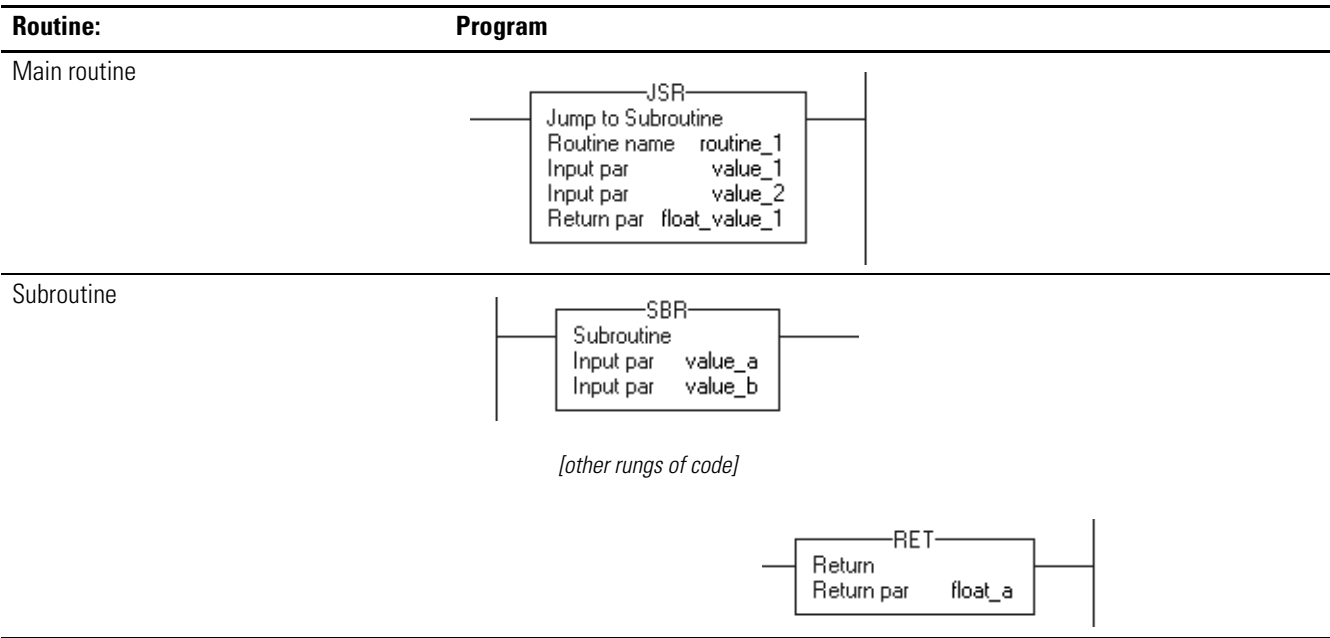 Routine: Program
Main routine
JSR
Jump to Subroutine
Routine name routine_1
Input par value_1
Input par value_2
Return par float_value_1
Subroutine
SBR
Subroutine
Input par value_a
Input par value_b
[other rungs of code]
RET
Return
Return par float_a